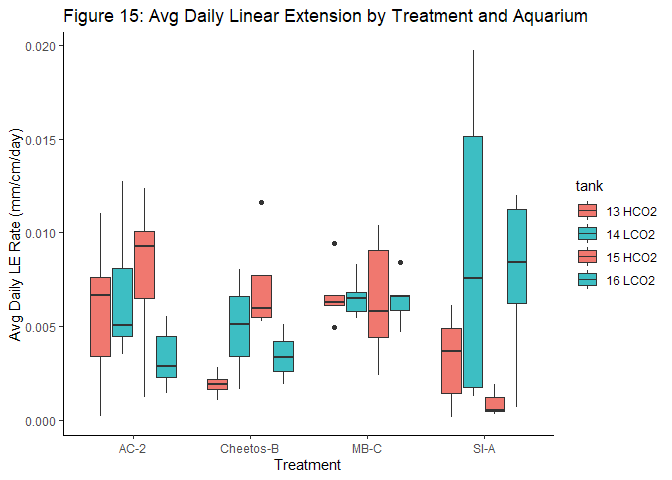 Figure 15: Avg Daily Linear Extension by Treatment and Aquarium
Avg Daily LE Rate (mm/cm/day)
0.020
0.015
0.010
0.005
0.000
AC-2
Cheetos-B
MB-C
SI-A
Treatment
tank
13 HCO2
14 LCO2
15 HCO2
16 LCO2